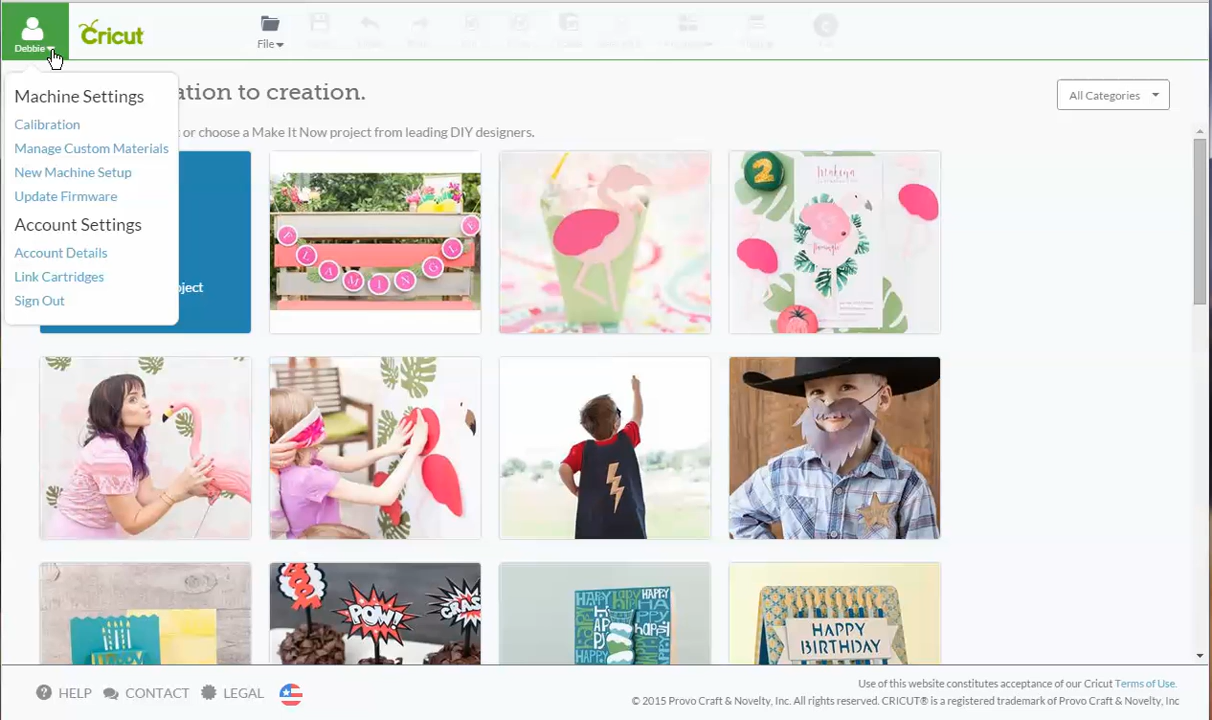 Debbie
Cricut
File
Machine Settings
Calibration
Manage Custom Materials
New Machine Setup
Update Firmware
Account Settings
Account Details
Link Cartridges
Sign Out
ation to creation.
or choose a Make It Now project from leading DIY designers.
All Categories
oject
FLAMINGLE
2
POW!
HAPPY
HAPPY
BIRTHDAY
HELP
CONTACT
LEGAL
Use of this website constitutes acceptance of our Cricut Terms of Use.
© 2015 Provo Craft & Novelty, Inc. All rights reserved. CRICUT® is a registered trademark of Provo Craft & Novelty, Inc